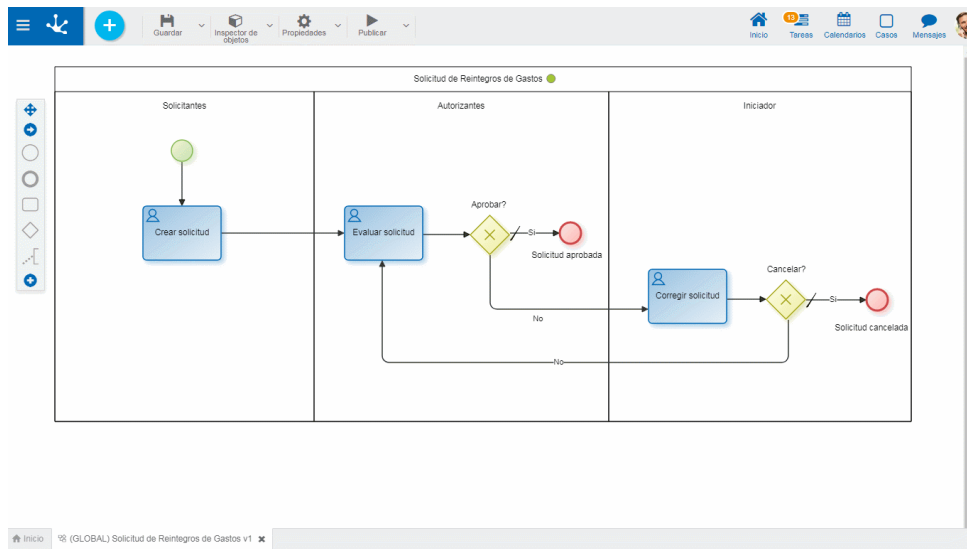 Guardar
Inspector de
objetos
Propiedades
Publicar
Inicio
13
Tareas
Calendarios
Casos
Mensajes
Solicitud de Reintegros de Gastos
Solicitantes
Autorizantes
Iniciador
Crear solicitud
Evaluar solicitud
Aprobar?
Si
Solicitud aprobada
No
Corregir solicitud
Cancelar?
Si
Solicitud cancelada
No
Inicio
(GLOBAL) Solicitud de Reintegros de Gastos v1